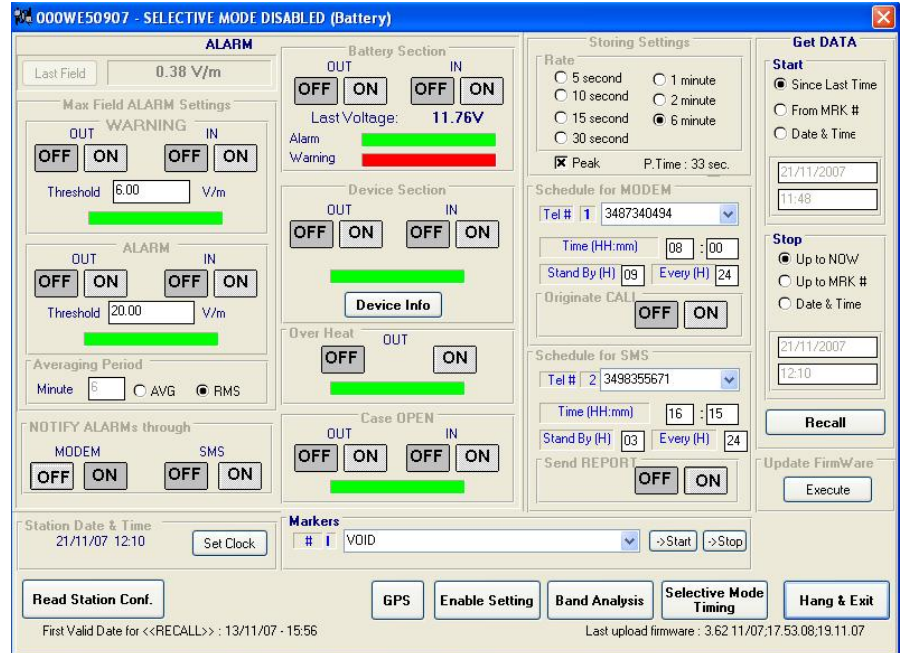 000WE50907 - SELECTIVE MODE DISABLED (Battery)
ALARM
Last Field 0.38 V/m
Max Field ALARM Settings
WARNING
OUT IN
OFF ON OFF ON
Threshold 6.00 V/m
ALARM
OUT IN
OFF ON OFF ON
Threshold 20.00 V/m
Averaging Period
Minute 6 AVG RMS
NOTIFY ALARMs through
MODEM SMS
OFF ON OFF ON
Battery Section
OUT IN
OFF ON OFF ON
Last Voltage: 11.76V
Alarm
Warning
Device Section
OUT IN
OFF ON OFF ON
Device Info
Over Heat
OUT
OFF ON
Case OPEN
OUT IN
OFF ON OFF ON
Storing Settings
Rate
5 second 1 minute
10 second 2 minute
15 second 6 minute
30 second
Peak P.Time : 33 sec.
Schedule for MODEM
Tel # 1 3487340494
Time (HH:mm) 08 : 00
Stand By (H) 09 Every (H) 24
Originate CALL
OFF ON
Schedule for SMS
Tel # 2 3498355671
Time (HH:mm) 16 : 15
Stand By (H) 03 Every (H) 24
Send REPORT
OFF ON
Get DATA
Start
Since Last Time
From MRK #
Date & Time
21/11/2007
11:48
Stop
Up to NOW
Up to MRK #
Date & Time
21/11/2007
12:10
Recall
Update FirmWare
Execute
Station Date & Time
21/11/07 12:10 Set Clock
Markers
# 1 VOID ->Start ->Stop
Read Station Conf. GPS Enable Setting Band Analysis Selective Mode Timing Hang & Exit
First Valid Date for <<RECALL>> : 13/11/07 - 15:56
Last upload firmware : 3.62 11/07;17.53.08;19.11.07